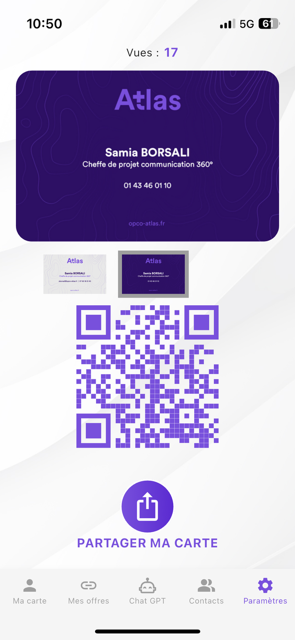 10:50
5G 61
Vues : 17
Atlas
Samia BORSALI
Cheffe de projet communication 360°
01 43 46 01 10
opco-atlas.fr
Atlas
Samia BORSALI
Atlas
Samia BORSALI
PARTAGER MA CARTE
Ma carte
Mes offres
Chat GPT
Contacts
Paramètres